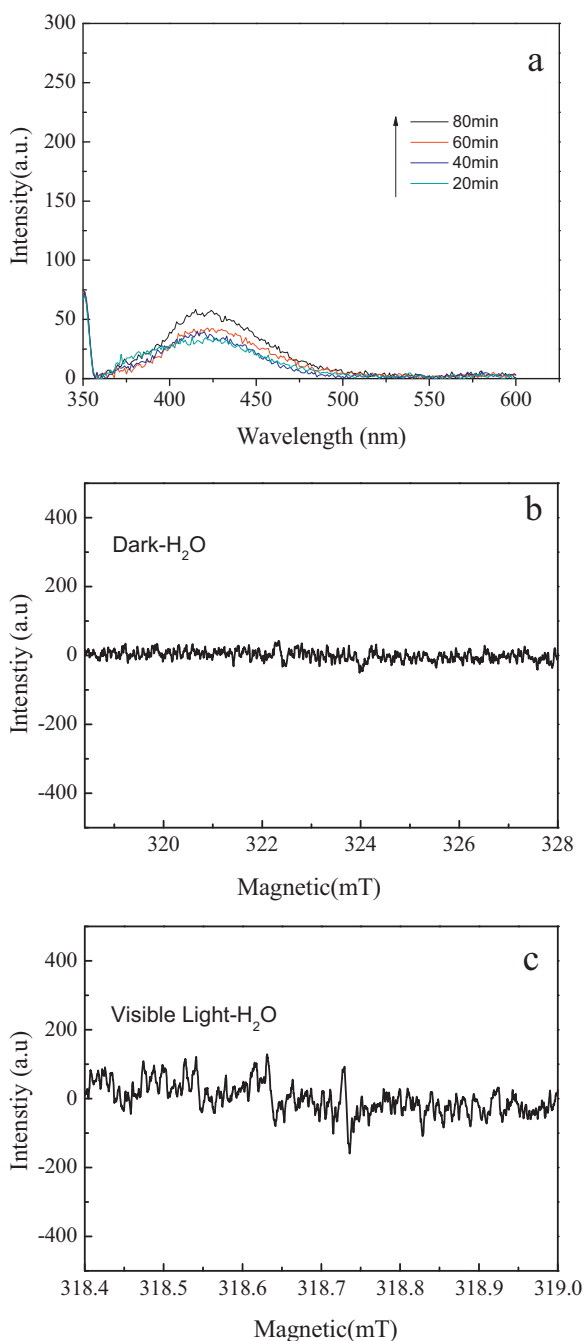 300
a
250
80min
60min
40min
20min
200
150
100
50
0
Intensity(a.u.)
350 400 450 500 550 600
Wavelength (nm)
400
b
Dark-H₂O
200
0
-200
-400
Intenstiy (a.u)
320 322 324 326 328
Magnetic(mT)
400
c
Visible Light-H₂O
200
0
-200
-400
Intenstiy (a.u)
318.4 318.5 318.6 318.7 318.8 318.9 319.0
Magnetic(mT)